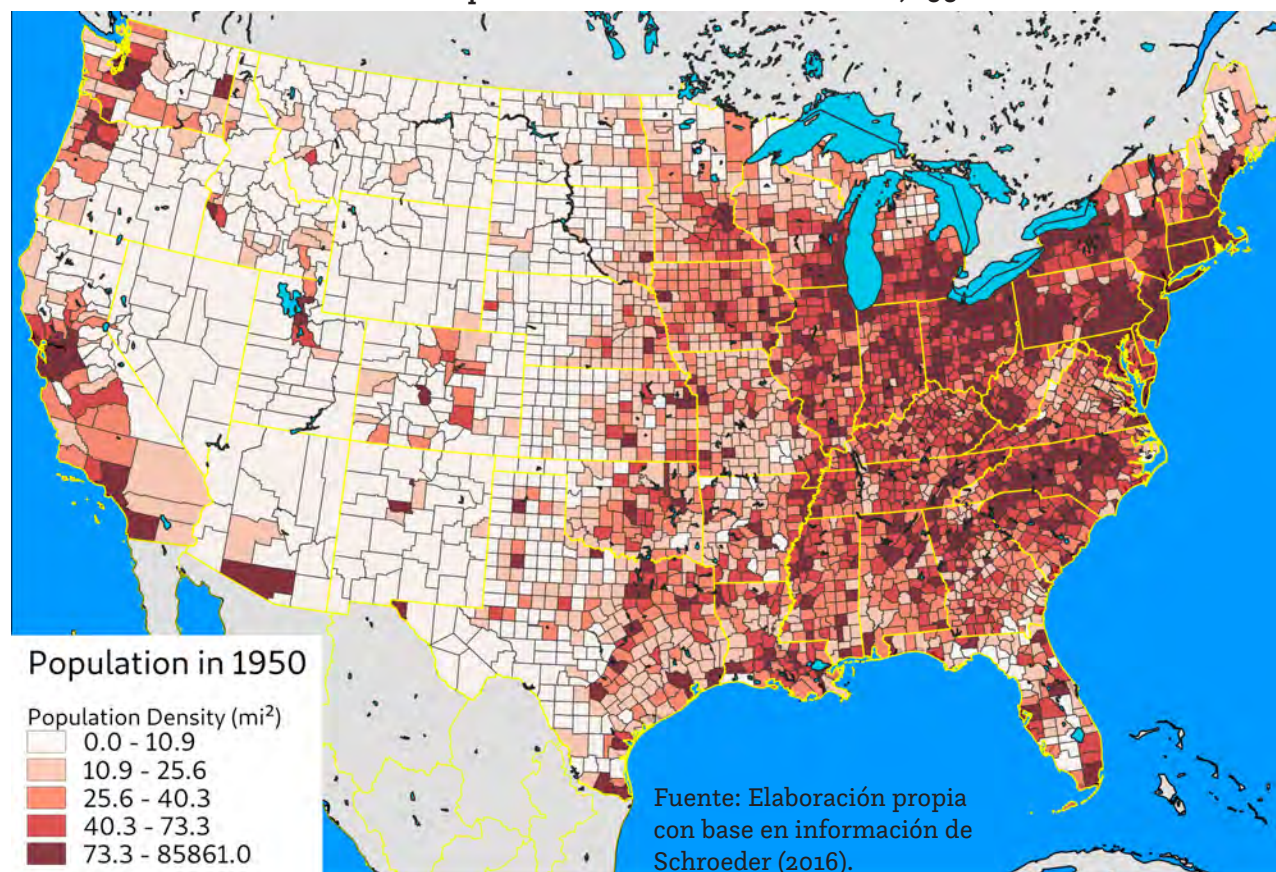 Population in 1950
Population Density (mi²)
0.0 - 10.9
10.9 - 25.6
25.6 - 40.3
40.3 - 73.3
73.3 - 85861.0
Fuente: Elaboración propia
con base en información de
Schroeder (2016).